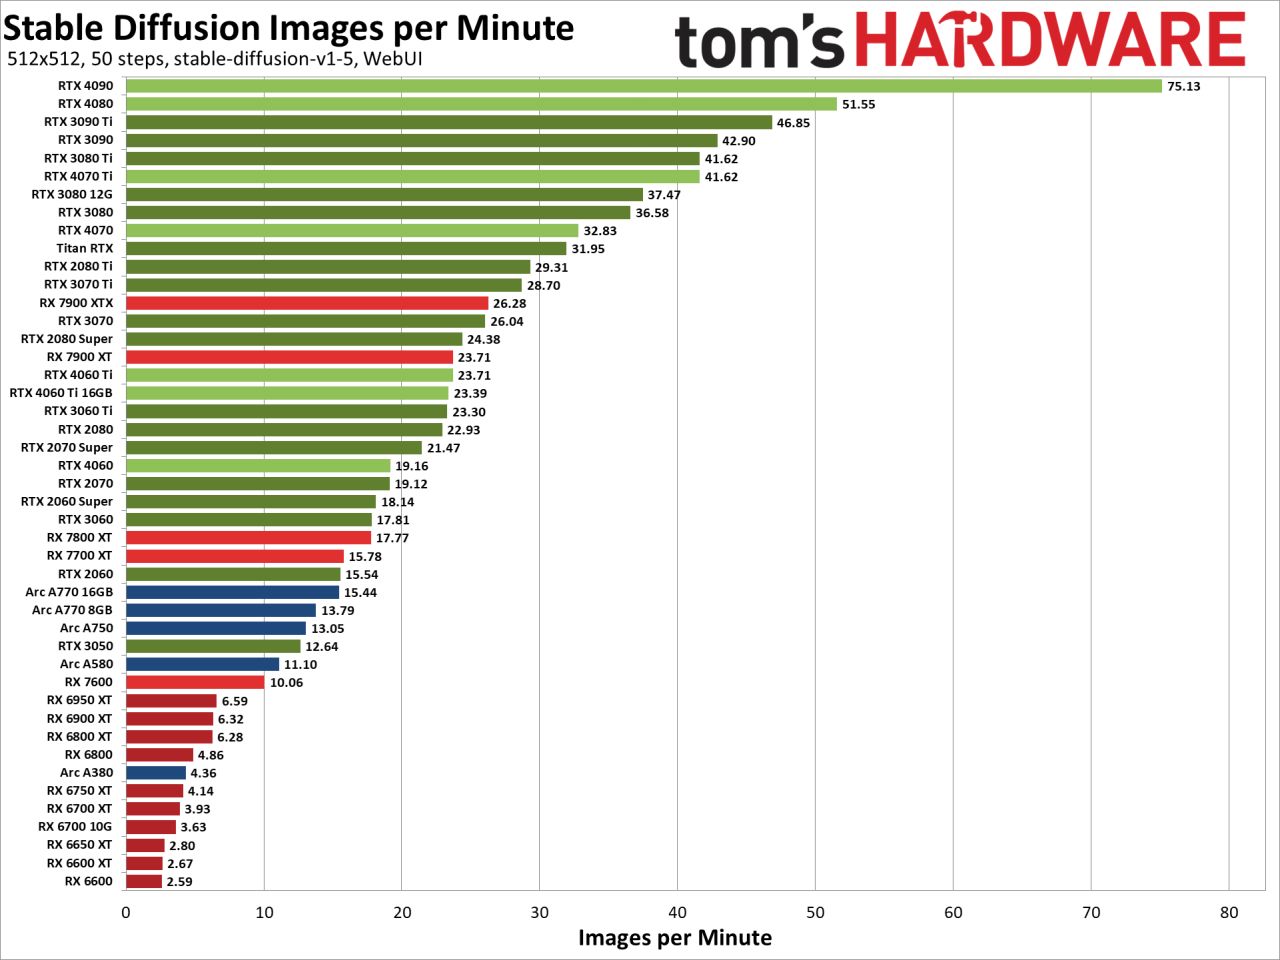 Stable Diffusion Images per Minute
tom's HARDWARE
512x512, 50 steps, stable-diffusion-v1-5, WebUI
RTX 4090 75.13
RTX 4080 51.55
RTX 3090 Ti 46.85
RTX 3090 42.90
RTX 3080 Ti 41.62
RTX 4070 Ti 41.62
RTX 3080 12G 37.47
RTX 3080 36.58
RTX 4070 32.83
Titan RTX 31.95
RTX 2080 Ti 29.31
RTX 3070 Ti 28.70
RX 7900 XTX 26.28
RTX 3070 26.04
RTX 2080 Super 24.38
RX 7900 XT 23.71
RTX 4060 Ti 23.71
RTX 4060 Ti 16GB 23.39
RTX 3060 Ti 23.30
RTX 2080 22.93
RTX 2070 Super 21.47
RTX 4060 19.16
RTX 2070 19.12
RTX 2060 Super 18.14
RTX 3060 17.81
RX 7800 XT 17.77
RX 7700 XT 15.78
RTX 2060 15.54
Arc A770 16GB 15.44
Arc A770 8GB 13.79
Arc A750 13.05
RTX 3050 12.64
Arc A580 11.10
RX 7600 10.06
RX 6950 XT 6.59
RX 6900 XT 6.32
RX 6800 XT 6.28
RX 6800 4.86
Arc A380 4.36
RX 6750 XT 4.14
RX 6700 XT 3.93
RX 6700 10G 3.63
RX 6650 XT 2.80
RX 6600 XT 2.67
RX 6600 2.59
0 10 20 30 40 50 60 70 80
Images per Minute